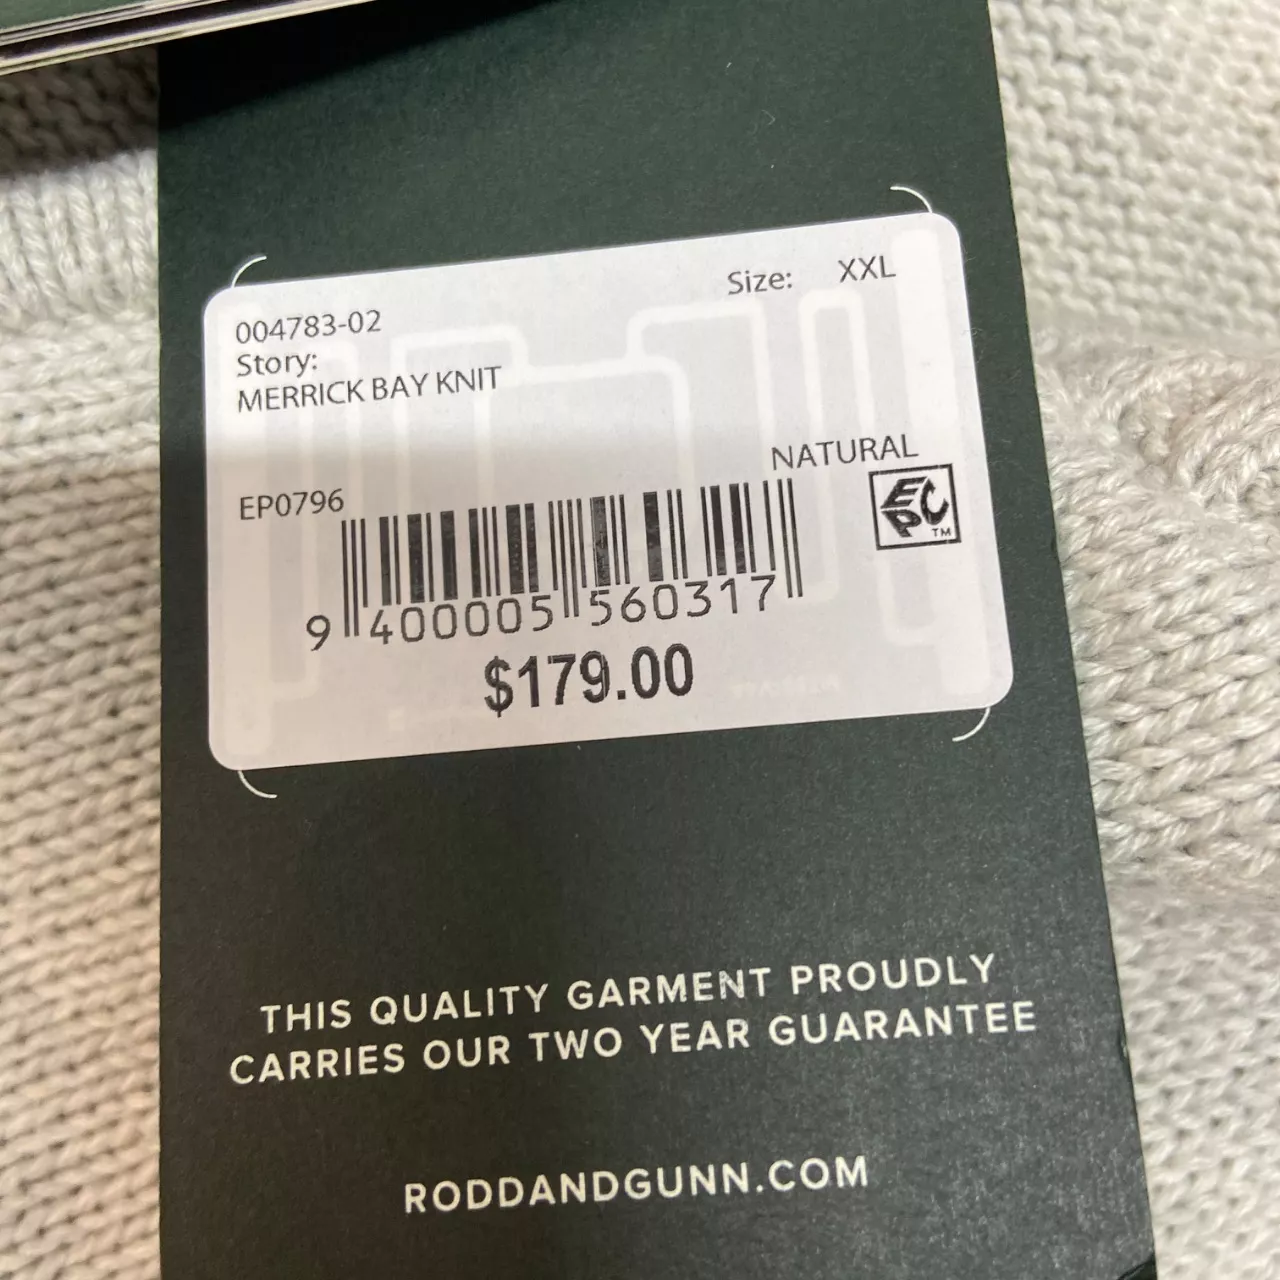 004783-02
Size: XXL
Story:
MERRICK BAY KNIT
NATURAL
EP0796
EPC
TM
9 400005 560317
$179.00
THIS QUALITY GARMENT PROUDLY
CARRIES OUR TWO YEAR GUARANTEE
RODDANDGUNN.COM